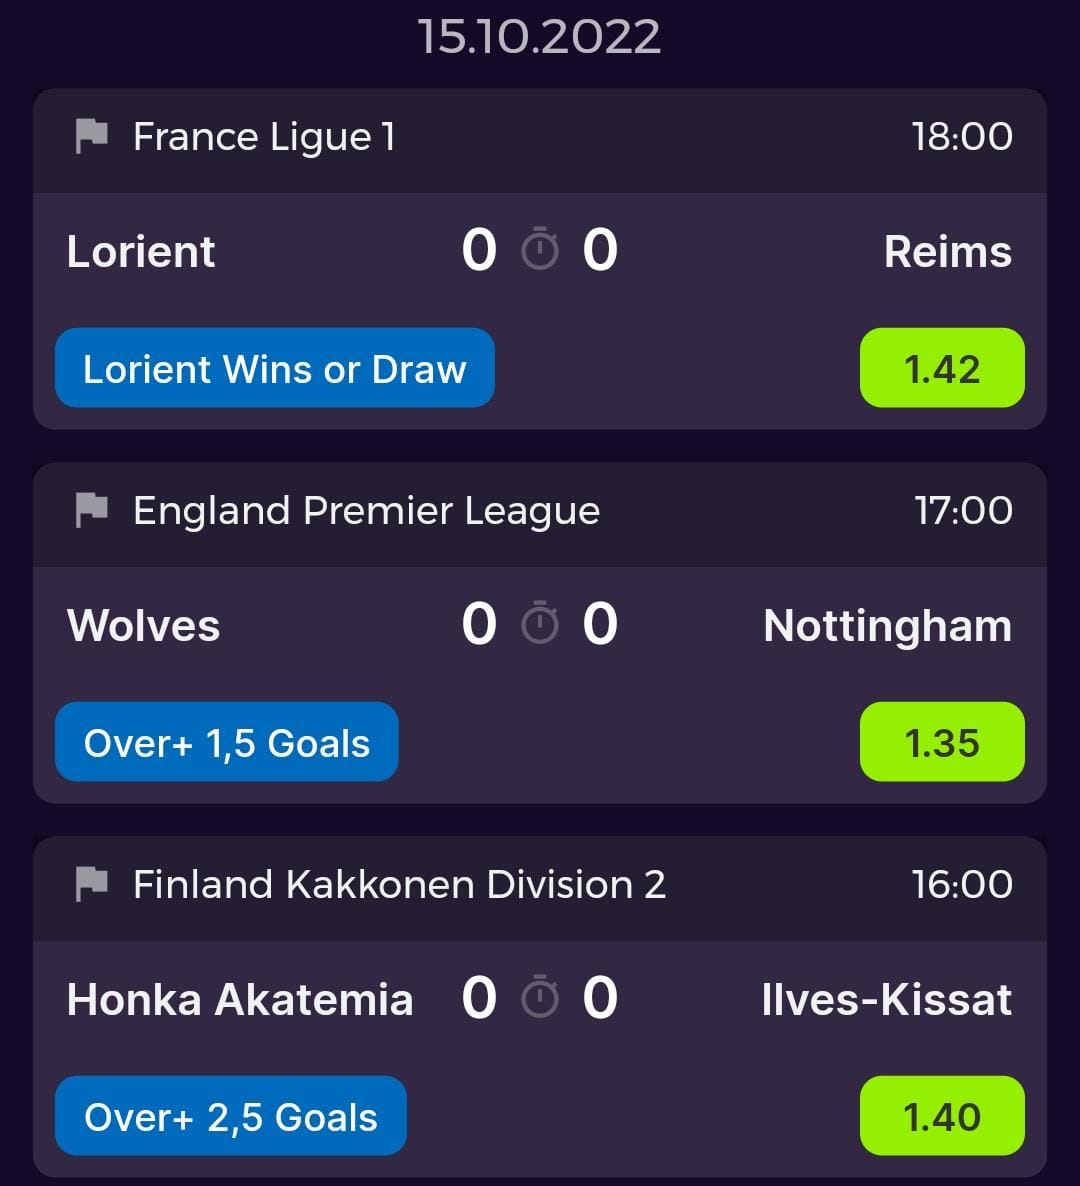 15.10.2022
France Ligue 1 18:00
Lorient 0 0 Reims
Lorient Wins or Draw 1.42
England Premier League 17:00
Wolves 0 0 Nottingham
Over+ 1,5 Goals 1.35
Finland Kakkonen Division 2 16:00
Honka Akatemia 0 0 Ilves-Kissat
Over+ 2,5 Goals 1.40